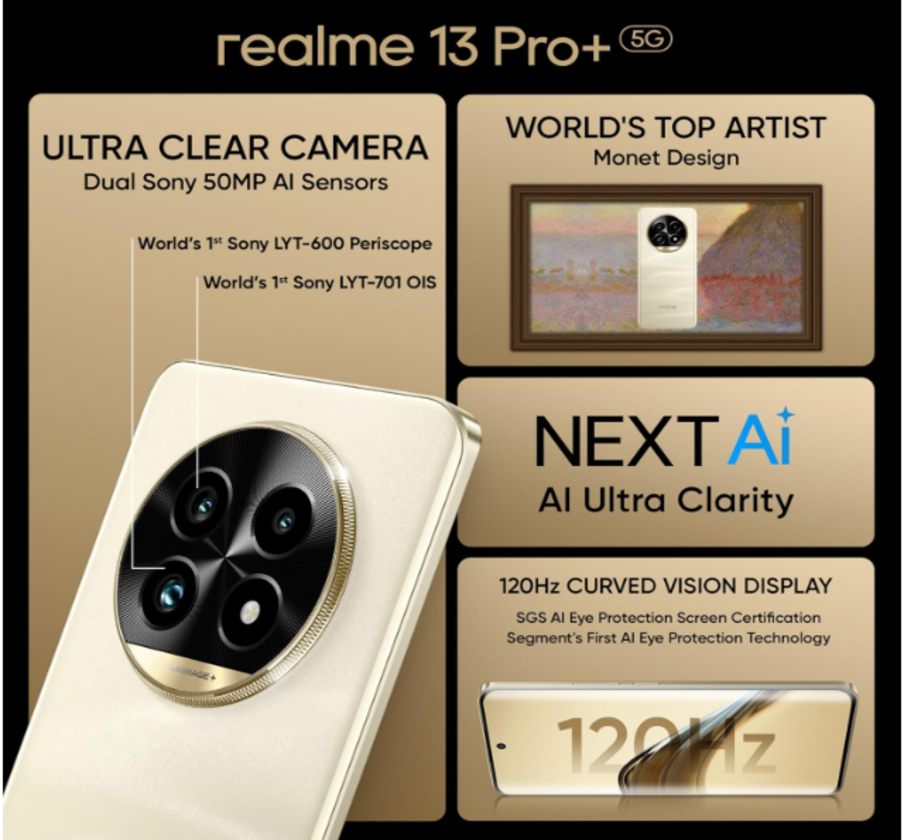 realme 13 Pro+ 5G
ULTRA CLEAR CAMERA
Dual Sony 50MP AI Sensors
World's 1st Sony LYT-600 Periscope
World's 1st Sony LYT-701 OIS
WORLD'S TOP ARTIST
Monet Design
NEXT Ai
AI Ultra Clarity
120Hz CURVED VISION DISPLAY
SGS AI Eye Protection Screen Certification
Segment's First AI Eye Protection Technology
120Hz